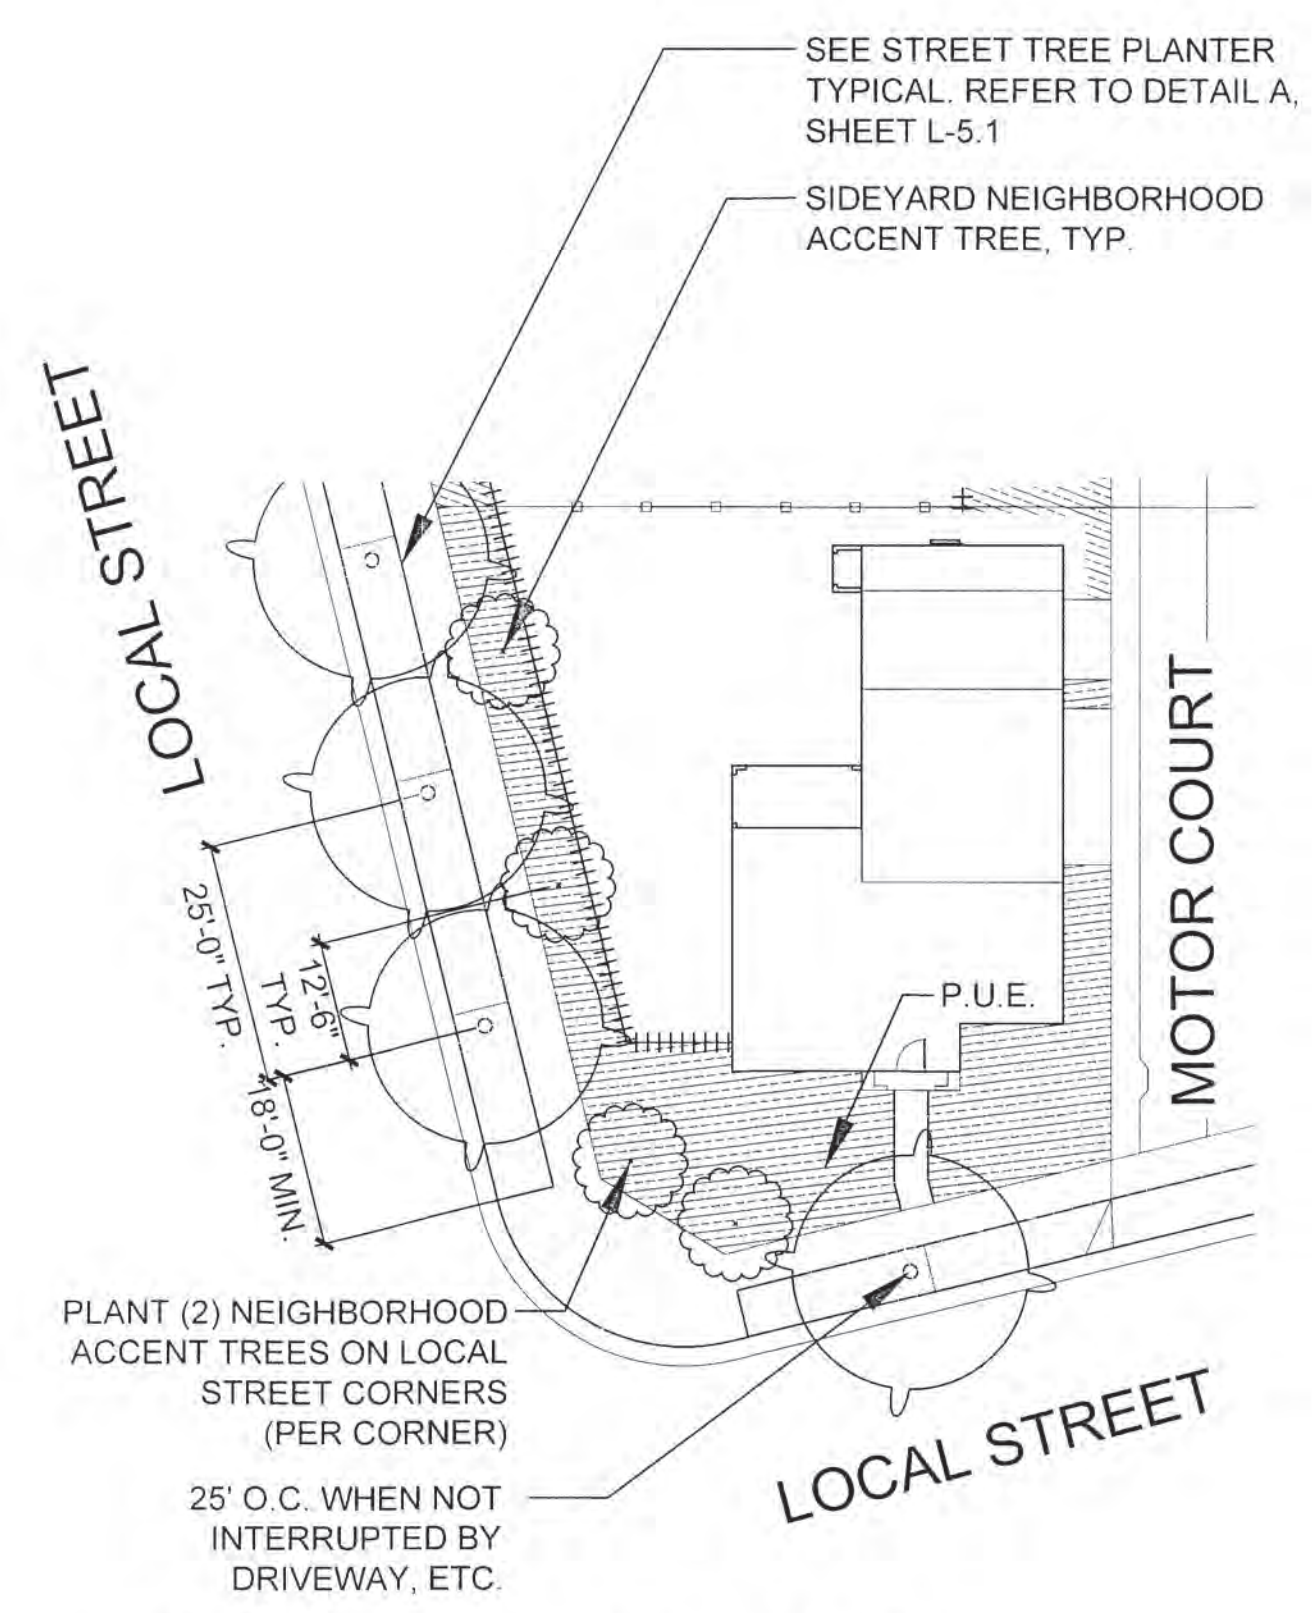 SEE STREET TREE PLANTER
TYPICAL. REFER TO DETAIL A,
SHEET L-5.1
SIDEYARD NEIGHBORHOOD
ACCENT TREE, TYP.
LOCAL STREET
MOTOR COURT
25'-0" TYP.
12'-6"
TYP.
18'-0" MIN.
P.U.E.
PLANT (2) NEIGHBORHOOD
ACCENT TREES ON LOCAL
STREET CORNERS
(PER CORNER)
25' O.C. WHEN NOT
INTERRUPTED BY
DRIVEWAY, ETC.
LOCAL STREET